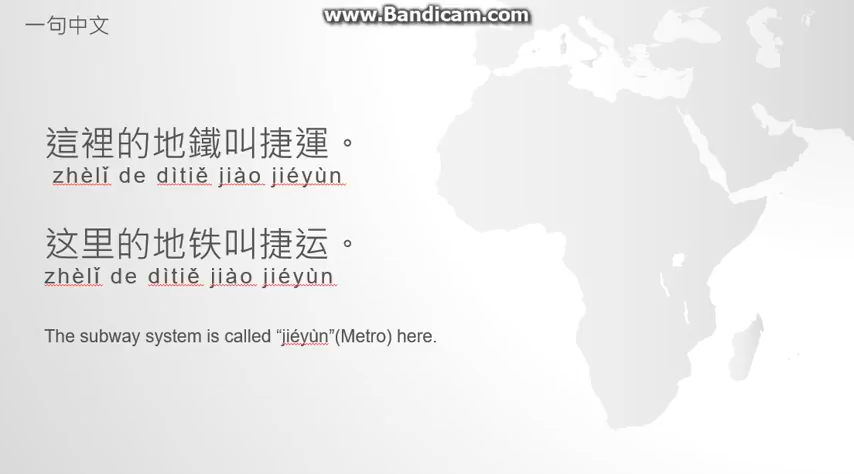 www.Bandicam.com
一句中文
這裡的地鐵叫捷運。
zhèlǐ de dìtiě jiào jiéyùn
这里的地铁叫捷运。
zhèlǐ de dìtiě jiào jiéyùn
The subway system is called “jiéyùn”(Metro) here.